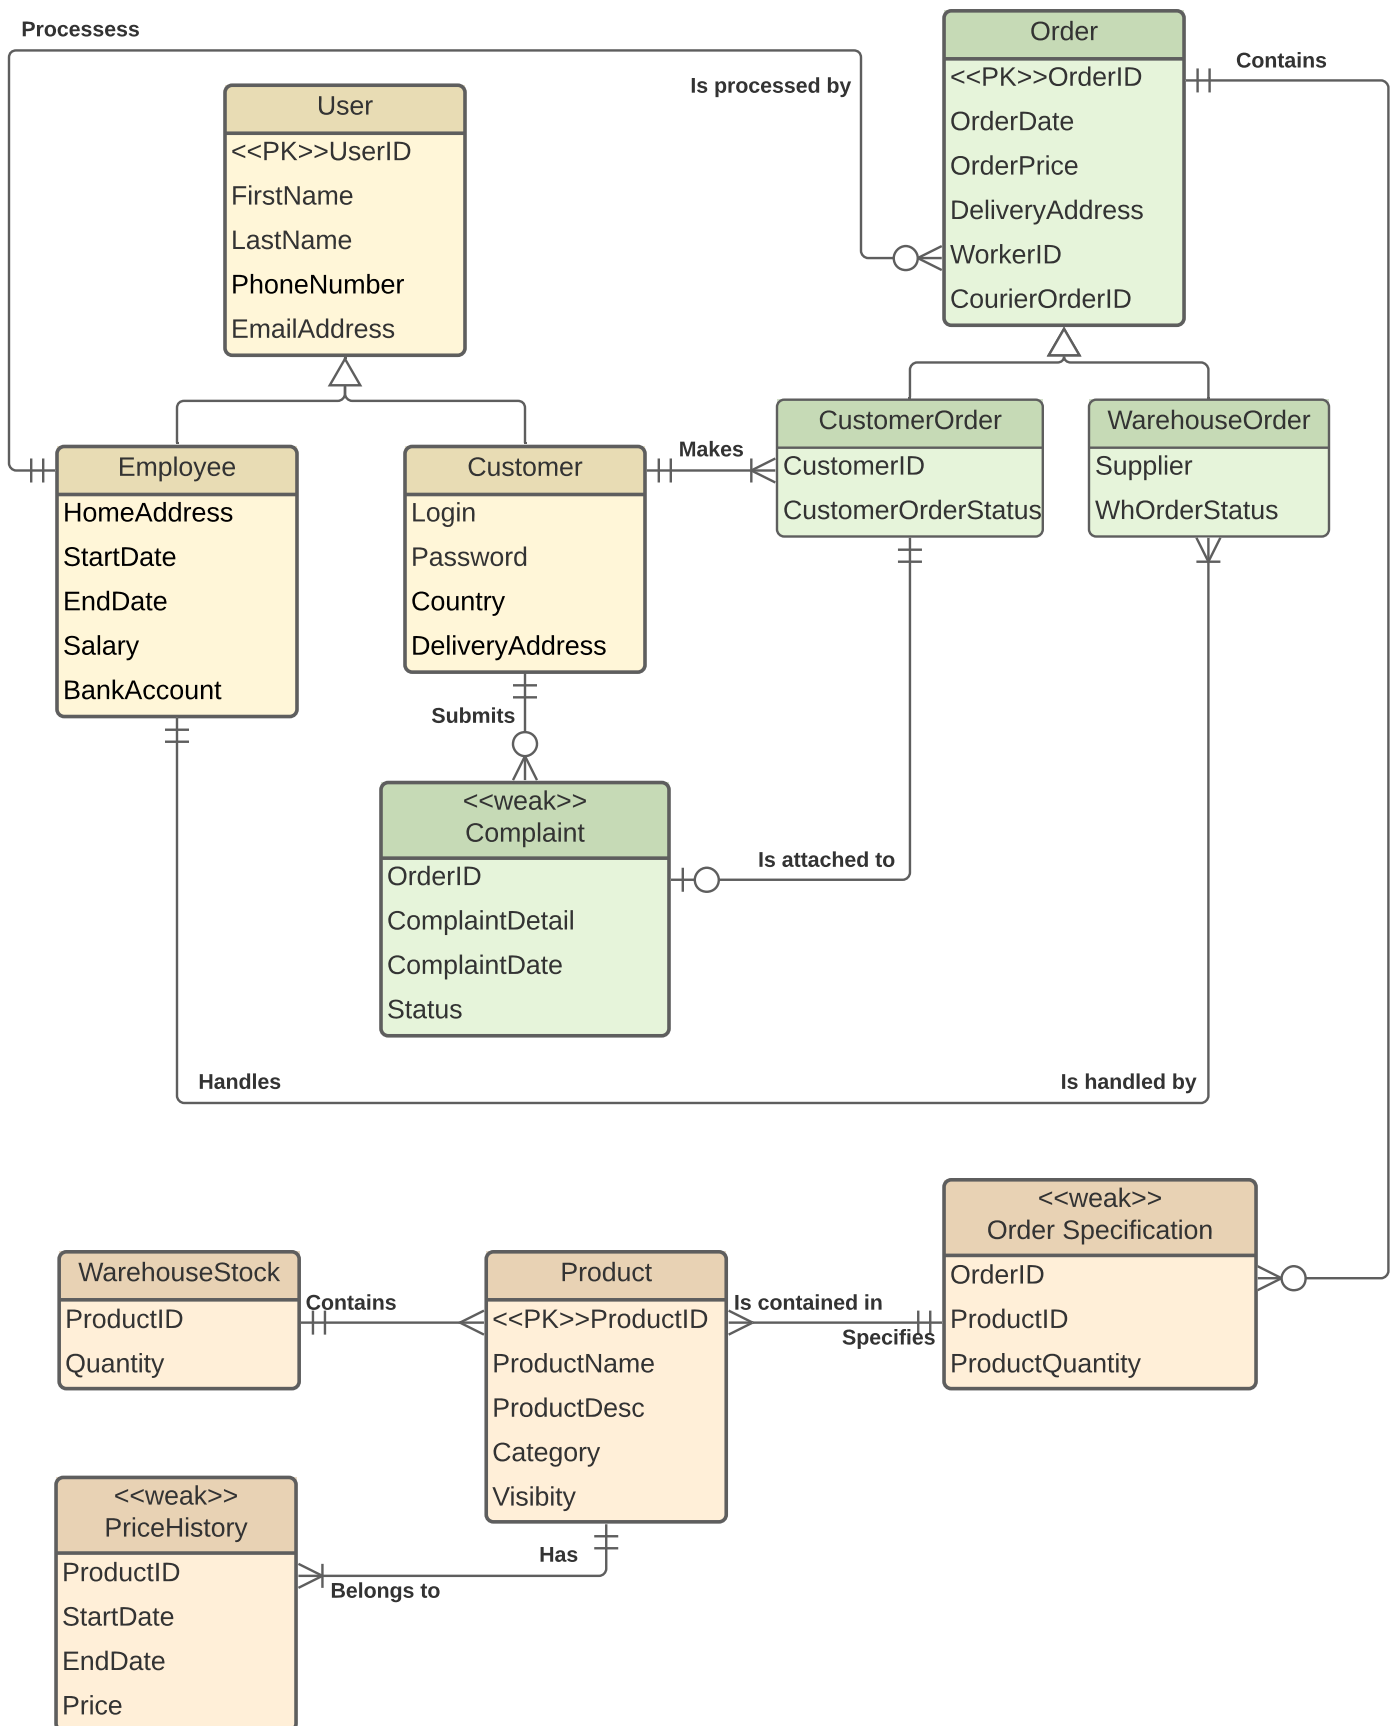 Processess
Is processed by
Order
<<PK>>OrderID
OrderDate
OrderPrice
DeliveryAddress
WorkerID
CourierOrderID
Contains
User
<<PK>>UserID
FirstName
LastName
PhoneNumber
EmailAddress
Employee
HomeAddress
StartDate
EndDate
Salary
BankAccount
Customer
Login
Password
Country
DeliveryAddress
Makes
CustomerOrder
CustomerID
CustomerOrderStatus
WarehouseOrder
Supplier
WhOrderStatus
Submits
<<weak>>
Complaint
OrderID
ComplaintDetail
ComplaintDate
Status
Is attached to
Handles
Is handled by
<<weak>>
Order Specification
OrderID
ProductID
ProductQuantity
WarehouseStock
ProductID
Quantity
Contains
Product
<<PK>>ProductID
ProductName
ProductDesc
Category
Visibity
Is contained in
Specifies
<<weak>>
PriceHistory
ProductID
StartDate
EndDate
Price
Has
Belongs to